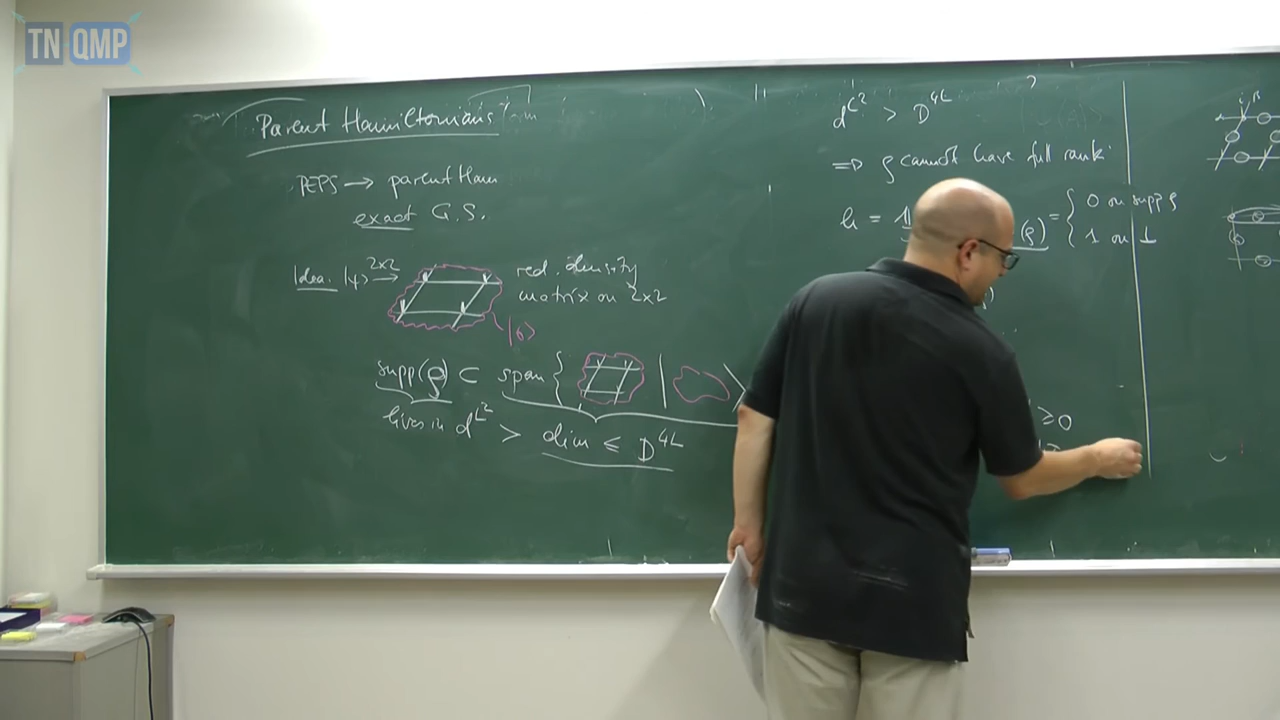 TN QMP
Parent Hamiltonians
PEPS → parent Ham
exact G.S.
Idea: |ψ> 2x2 → red. density
matrix on 2x2
|σ>
supp(ρ) ⊂ span { | }
lives in d^L² > dim ≤ D^4L
d^L² > D^4L ?
⇒ ρ cannot have full rank.
h = 1 (ρ) = { 0 on supp ρ
1 on ⊥
≥ 0